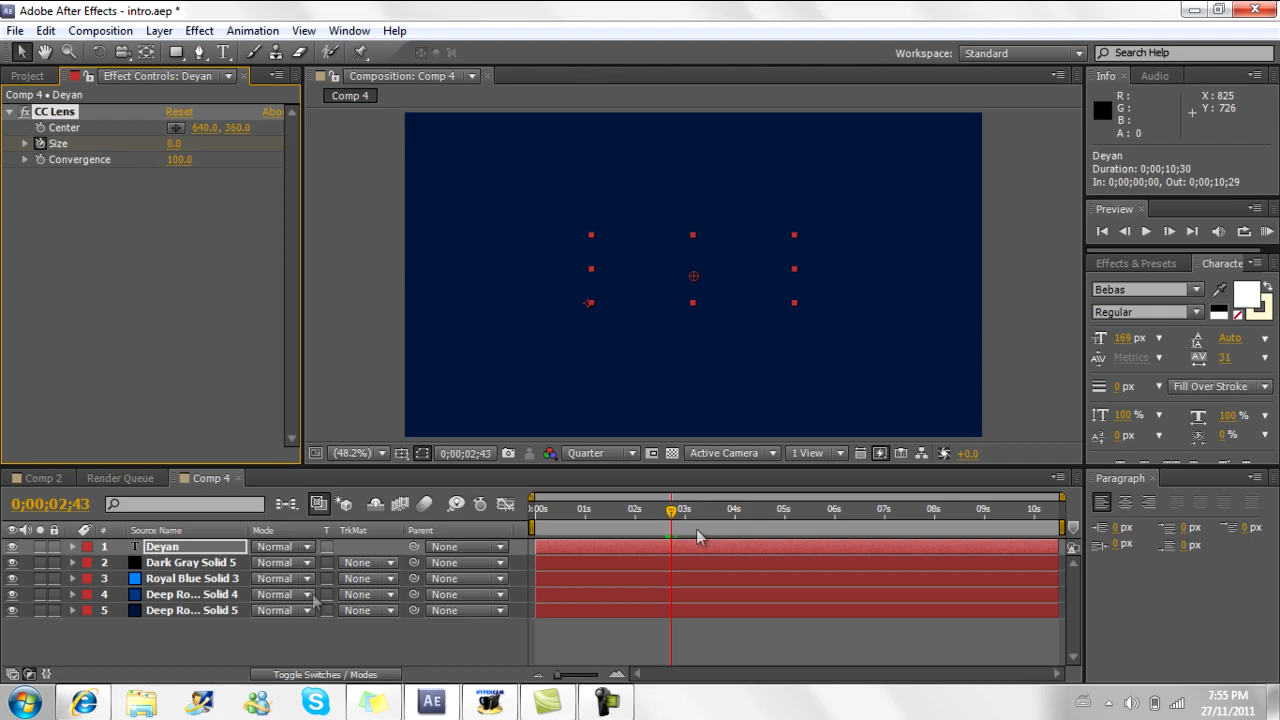 Adobe After Effects - intro.aep *
File Edit Composition Layer Effect Animation View Window Help
Workspace: Standard Search Help
Project Effect Controls: Deyan Composition: Comp 4 Info Audio
Comp 4 • Deyan
Comp 4
CC Lens Reset Abo
Center 640.0, 360.0
Size 0.0
Convergence 100.0
R :
G :
B :
A : 0
X : 825
Y : 726
Deyan
Duration: 0;00;10;30
In: 0;00;00;00, Out: 0;00;10;29
Preview
Effects & Presets Characte
Bebas
Regular
169 px Auto
Metrics 31
0 px Fill Over Stroke
100 % 100 %
0 px 0 %
(48.2%) 0;00;02;43 Quarter Active Camera 1 View +0.0
Comp 2 Render Queue Comp 4
0;00;02;43
0s 01s 02s 03s 04s 05s 06s 07s 08s 09s 10s
# Source Name Mode T TrkMat Parent
1 T Deyan Normal None
2 Dark Gray Solid 5 Normal None None
3 Royal Blue Solid 3 Normal None None
4 Deep Ro... Solid 4 Normal None None
5 Deep Ro... Solid 5 Normal None None
Toggle Switches / Modes
Paragraph
0 px 0 px 0 px
0 px 0 px
Ae HYPERCAM
7:55 PM
27/11/2011